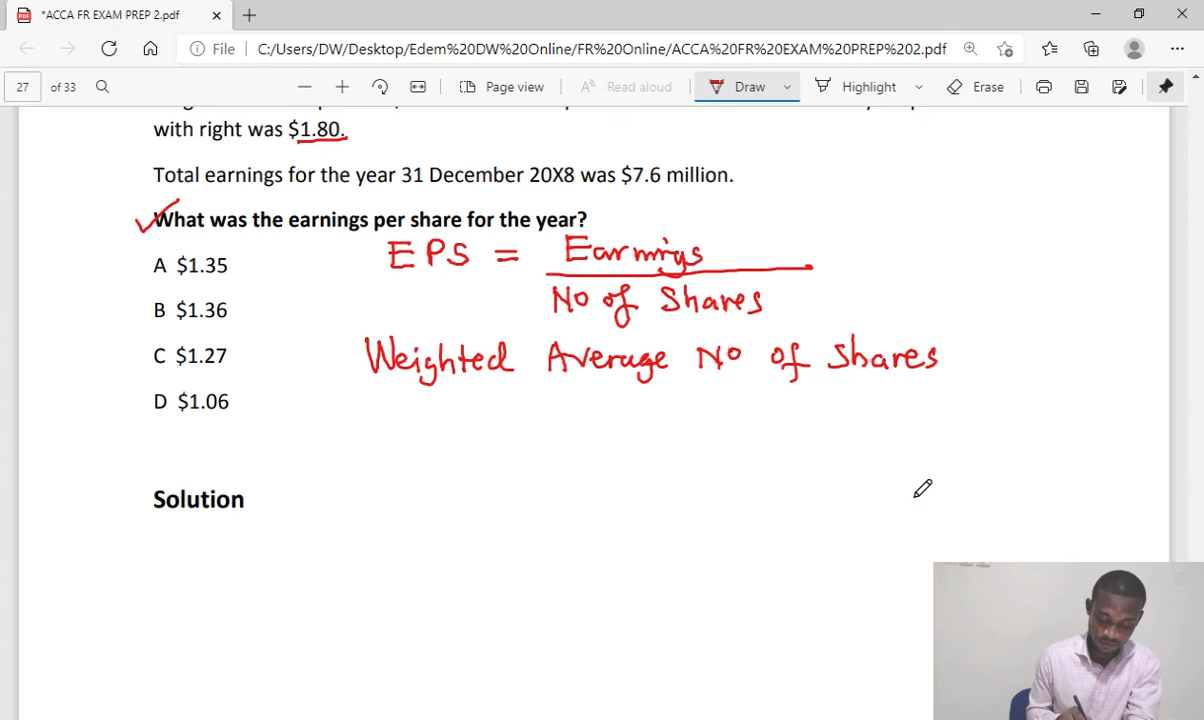 *ACCA FR EXAM PREP 2.pdf
File C:/Users/DW/Desktop/Edem%20DW%20Online/FR%20Online/ACCA%20FR%20EXAM%20PREP%202.pdf
27 of 33 Page view Read aloud Draw Highlight Erase
with right was $1.80.
Total earnings for the year 31 December 20X8 was $7.6 million.
What was the earnings per share for the year?
EPS = Earnings
A $1.35
No of Shares
B $1.36
Weighted Average No of Shares
C $1.27
D $1.06
Solution